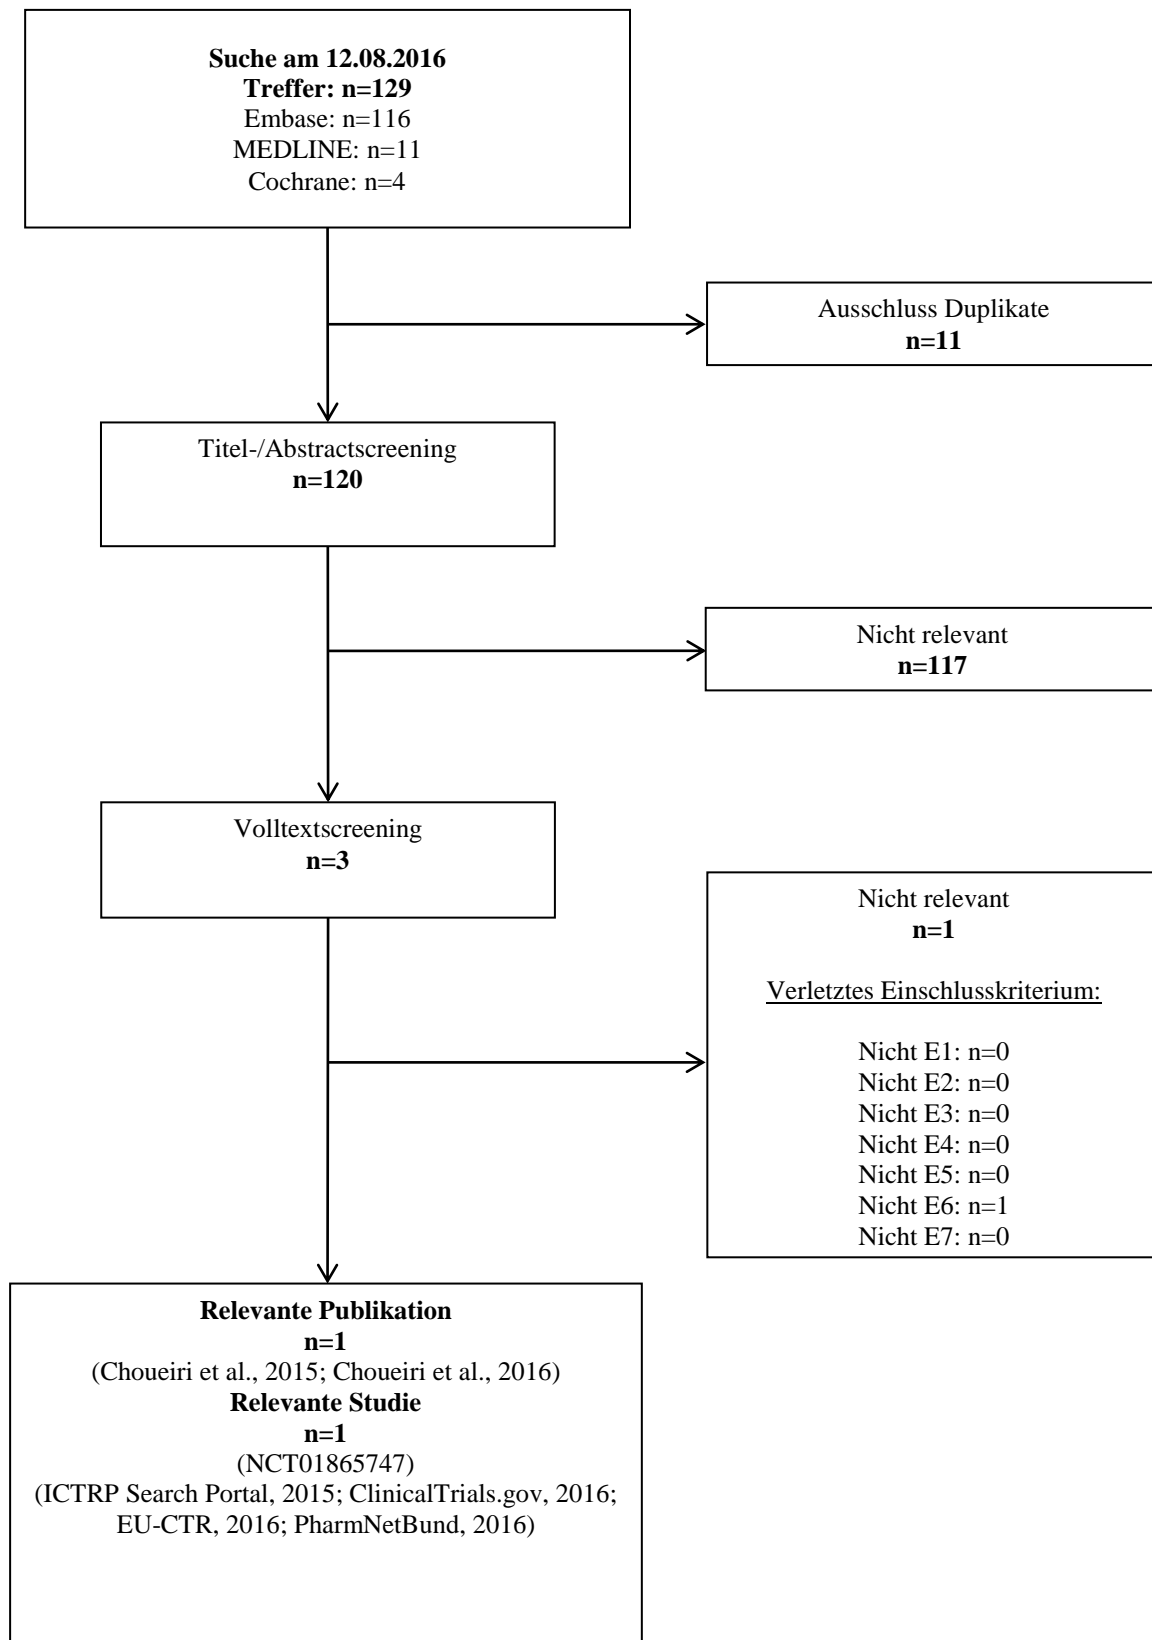 Suche am 12.08.2016
Treffer: n=129
Embase: n=116
MEDLINE: n=11
Cochrane: n=4
Ausschluss Duplikate
n=11
Titel-/Abstractscreening
n=120
Nicht relevant
n=117
Volltextscreening
n=3
Nicht relevant
n=1
Verletztes Einschlusskriterium:
Nicht E1: n=0
Nicht E2: n=0
Nicht E3: n=0
Nicht E4: n=0
Nicht E5: n=0
Nicht E6: n=1
Nicht E7: n=0
Relevante Publikation
n=1
(Choueiri et al., 2015; Choueiri et al., 2016)
Relevante Studie
n=1
(NCT01865747)
(ICTRP Search Portal, 2015; ClinicalTrials.gov, 2016;
EU-CTR, 2016; PharmNetBund, 2016)